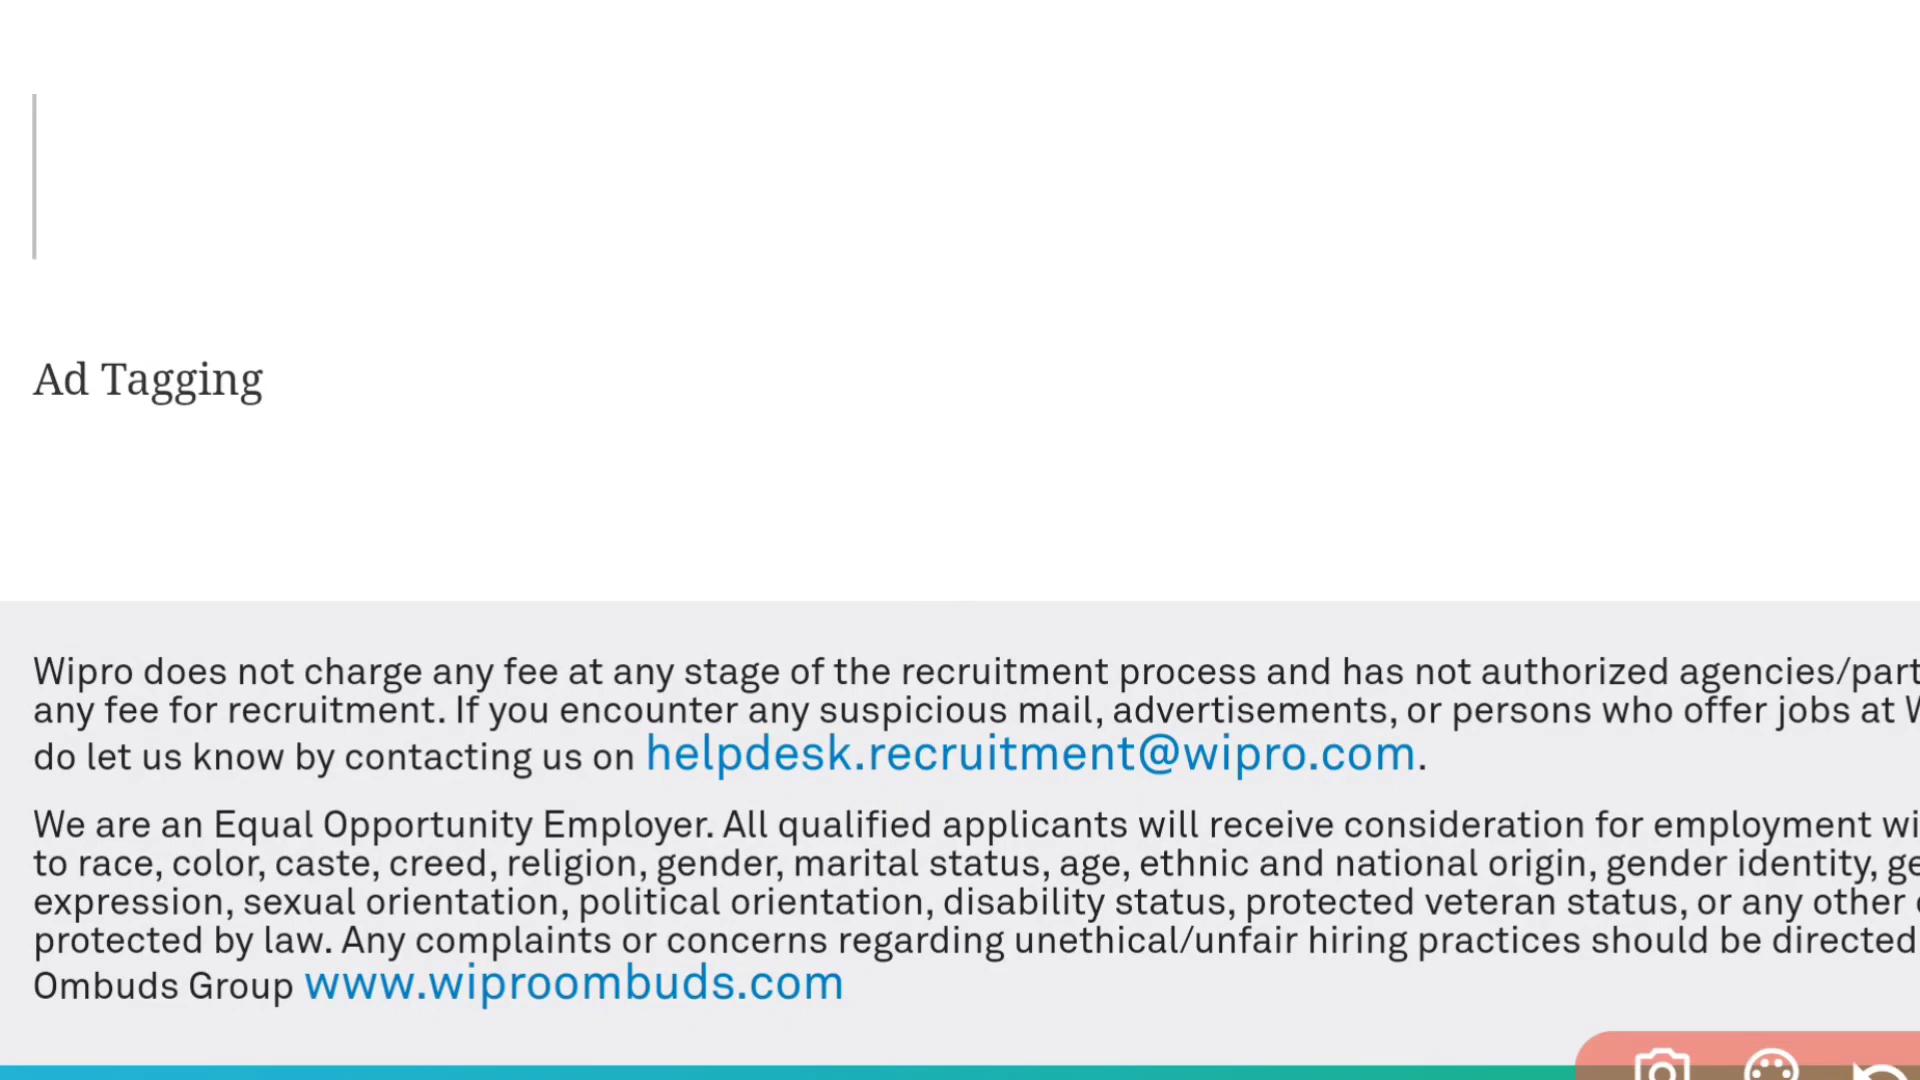 Ad Tagging
Wipro does not charge any fee at any stage of the recruitment process and has not authorized agencies/part
any fee for recruitment. If you encounter any suspicious mail, advertisements, or persons who offer jobs at W
do let us know by contacting us on helpdesk.recruitment@wipro.com.
We are an Equal Opportunity Employer. All qualified applicants will receive consideration for employment wi
to race, color, caste, creed, religion, gender, marital status, age, ethnic and national origin, gender identity, ge
expression, sexual orientation, political orientation, disability status, protected veteran status, or any other
protected by law. Any complaints or concerns regarding unethical/unfair hiring practices should be directed
Ombuds Group www.wiproombuds.com